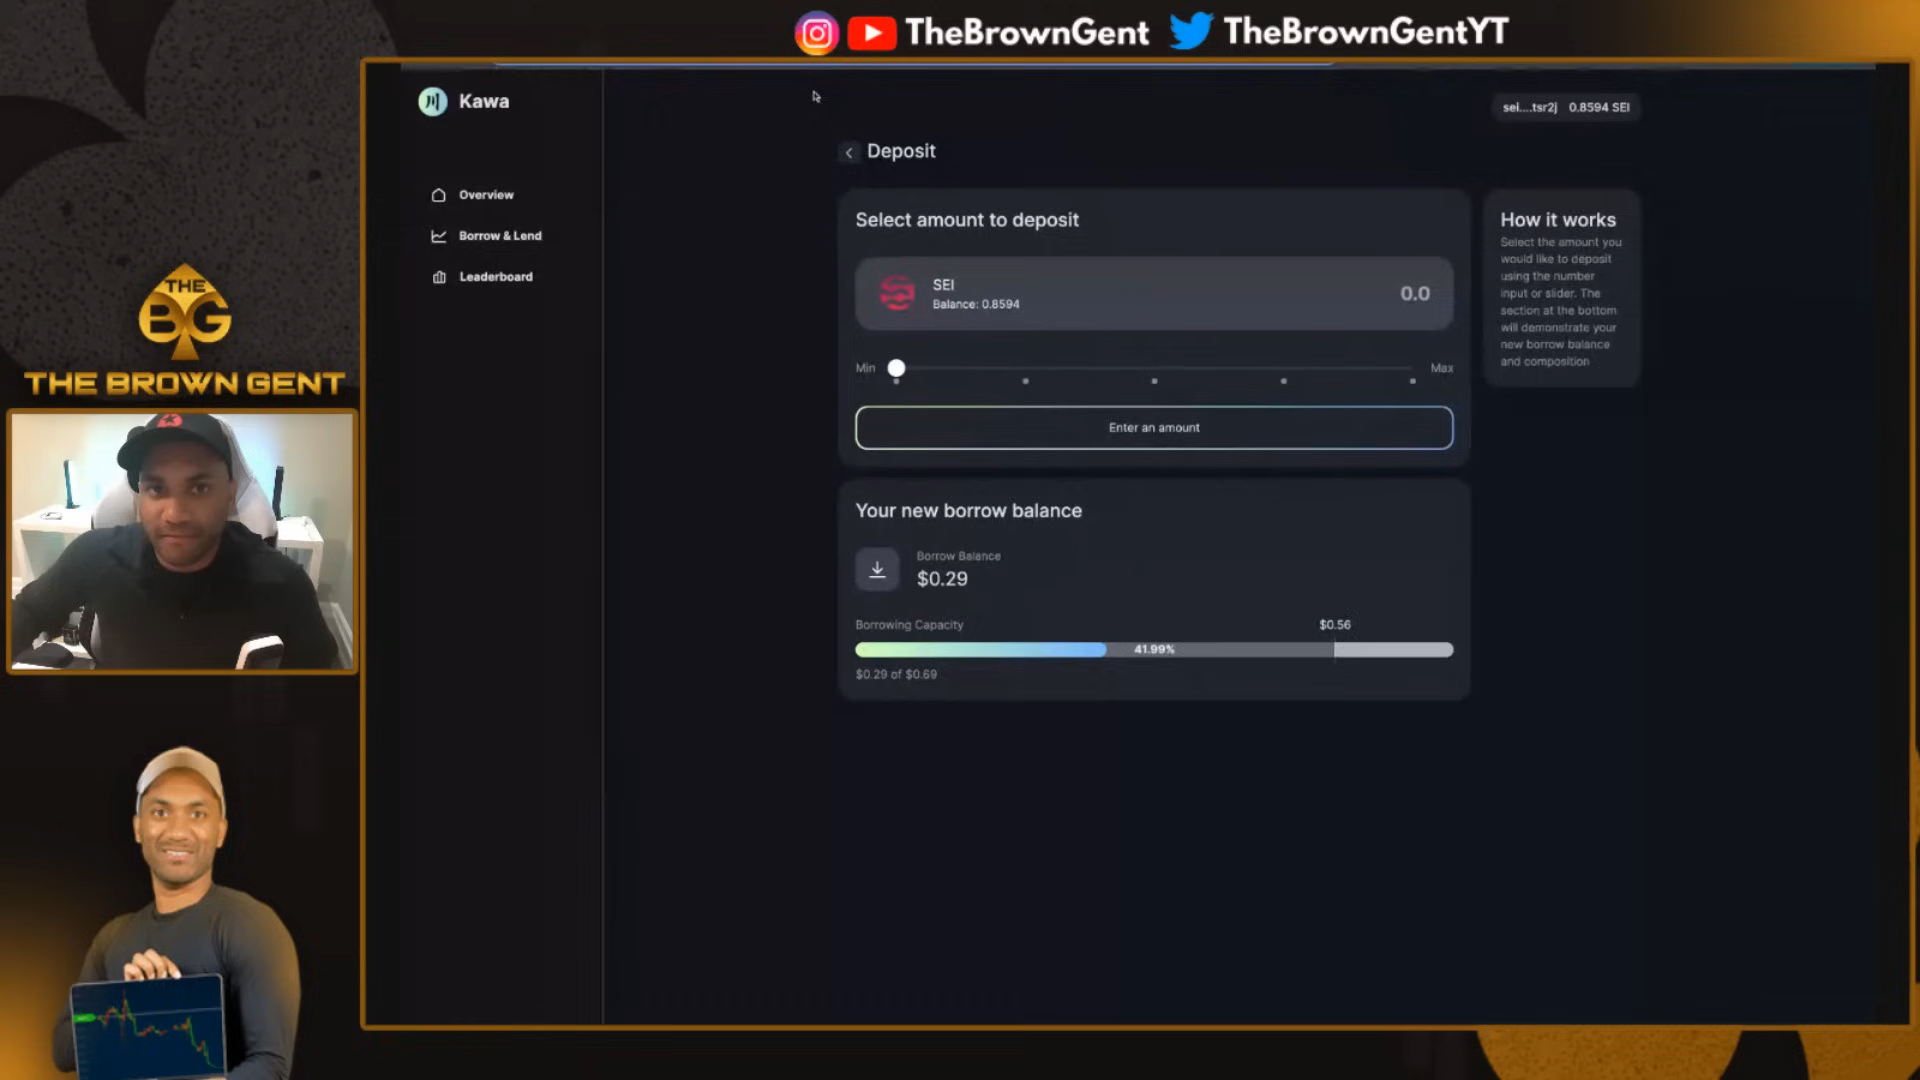 TheBrownGent TheBrownGentYT
Kawa
sei....tsr2j 0.8594 SEI
Deposit
Overview
Borrow & Lend
Leaderboard
Select amount to deposit
SEI
Balance: 0.8594
0.0
Min
Max
Enter an amount
How it works
Select the amount you
would like to deposit
using the number
input or slider. The
section at the bottom
will demonstrate your
new borrow balance
and composition
Your new borrow balance
Borrow Balance
$0.29
Borrowing Capacity
$0.56
41.99%
$0.29 of $0.69
THE
BG
THE BROWN GENT